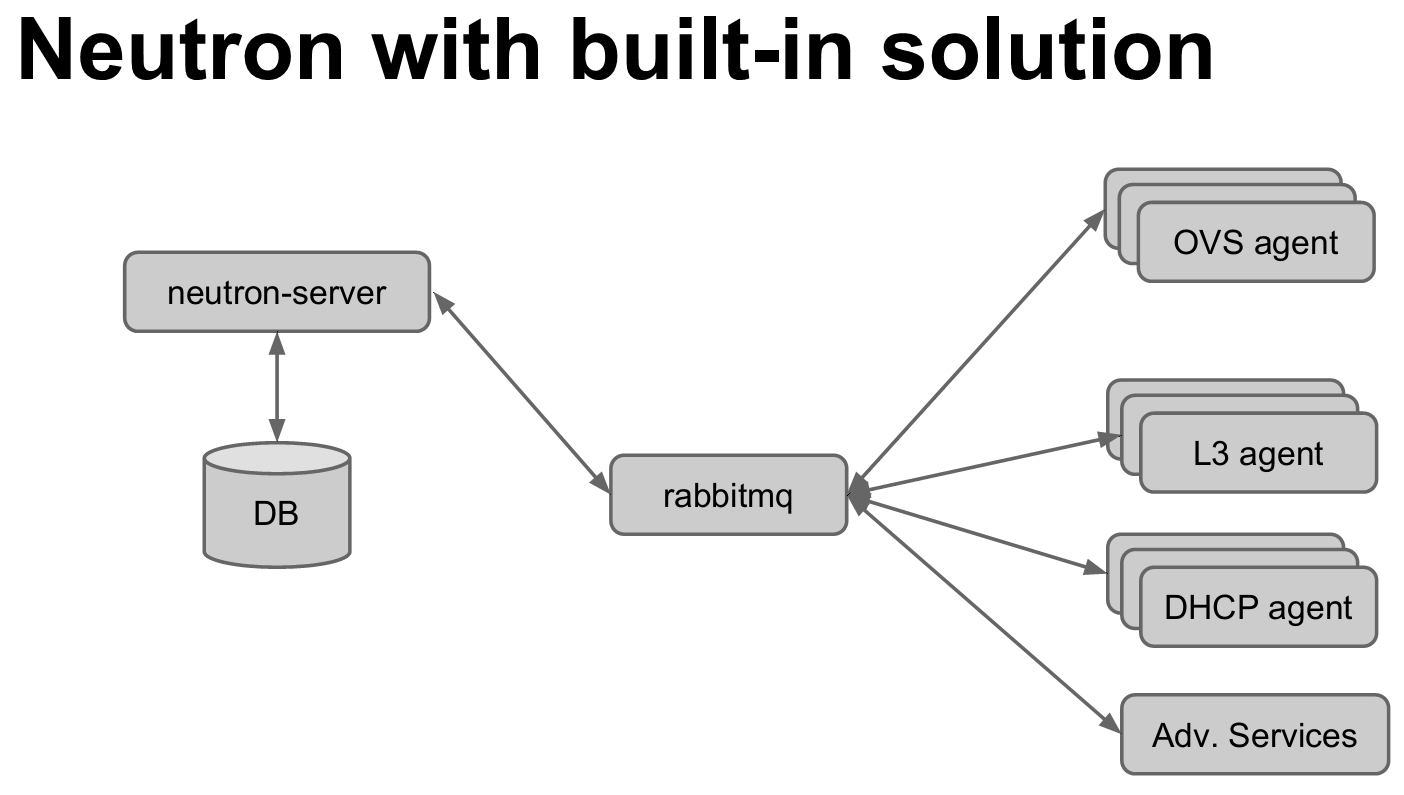 Neutron with built-in solution
OVS agent
neutron-server
L3 agent
rabbitmq
DB
DHCP agent
Adv. Services